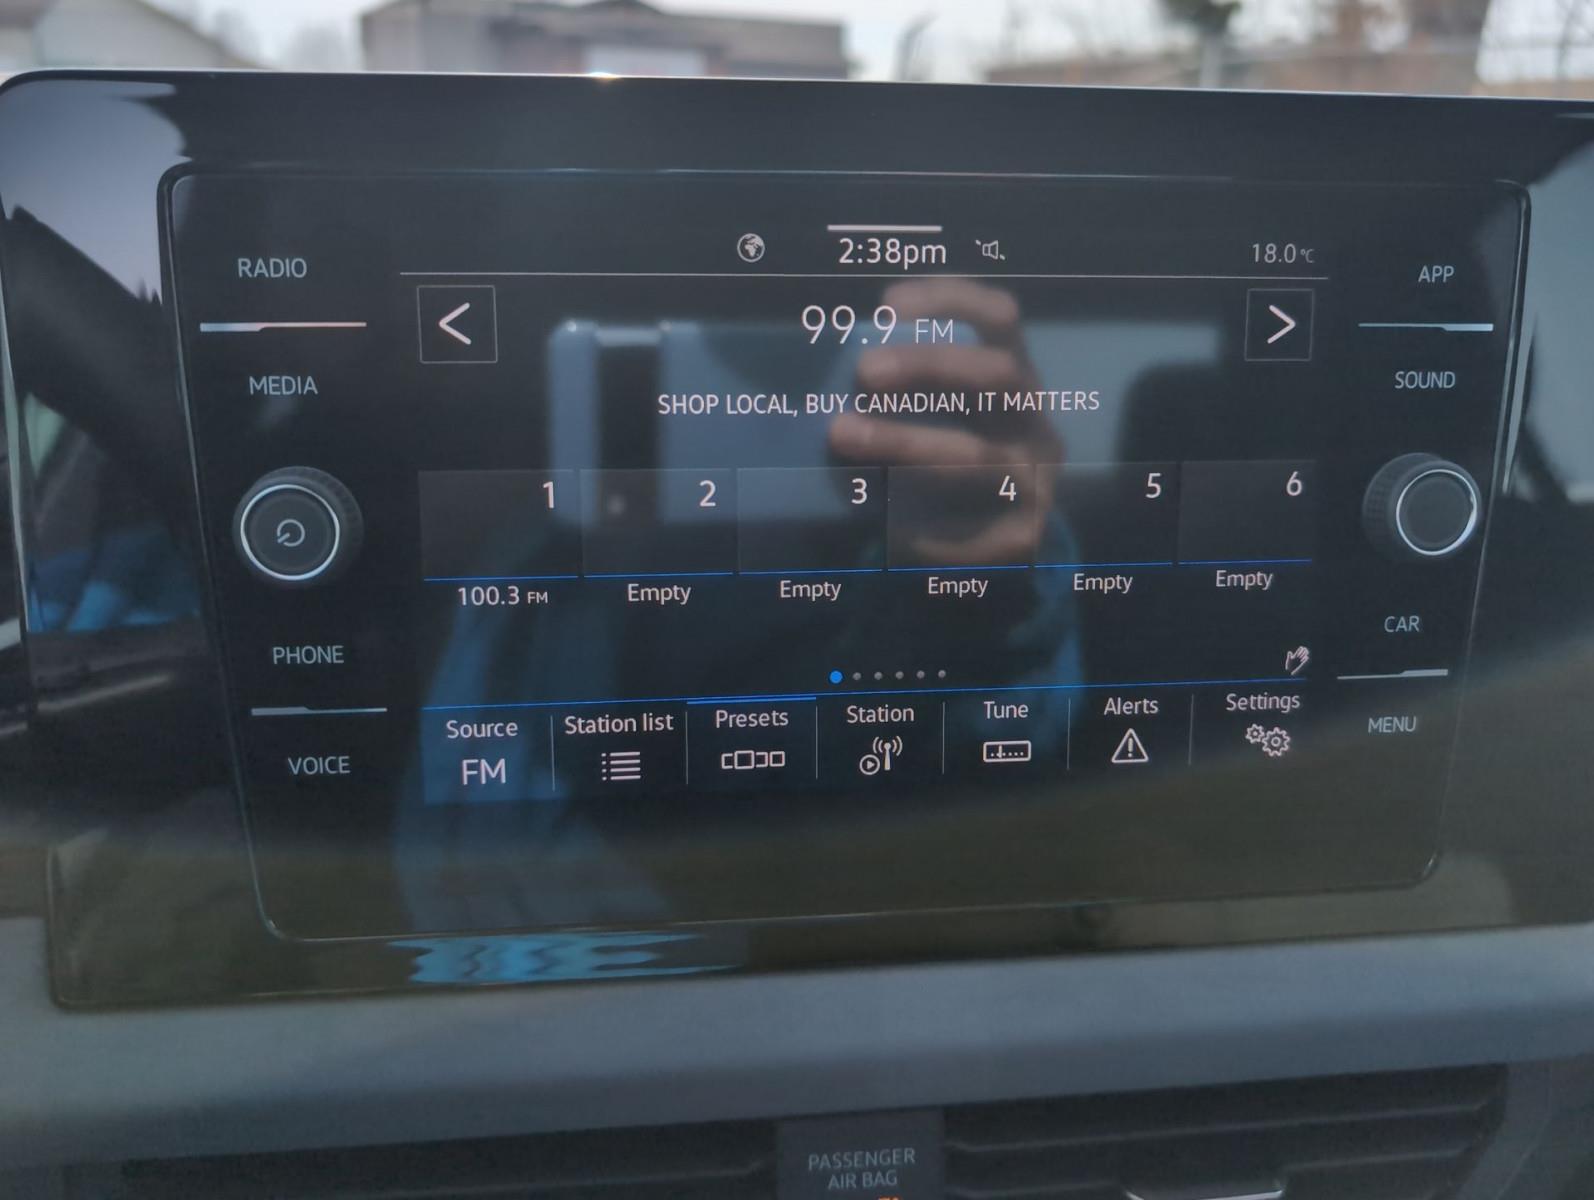 2:38pm
18.0°C
RADIO
APP
99.9 FM
MEDIA
SOUND
SHOP LOCAL, BUY CANADIAN, IT MATTERS
1 2 3 4 5 6
100.3 FM Empty Empty Empty Empty Empty
PHONE
CAR
Source Station list Presets Station Tune Alerts Settings
FM
VOICE
MENU
PASSENGER
AIR BAG